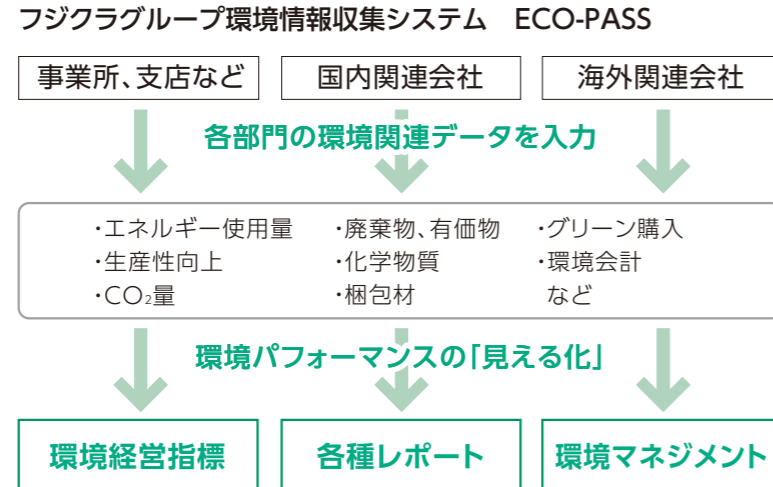 フジクラグループ環境情報収集システム　ECO-PASS
事業所、支店など
国内関連会社
海外関連会社
各部門の環境関連データを入力
・エネルギー使用量
・生産性向上
・CO₂量
・廃棄物、有価物
・化学物質
・梱包材
・グリーン購入
・環境会計
など
環境パフォーマンスの「見える化」
環境経営指標
各種レポート
環境マネジメント